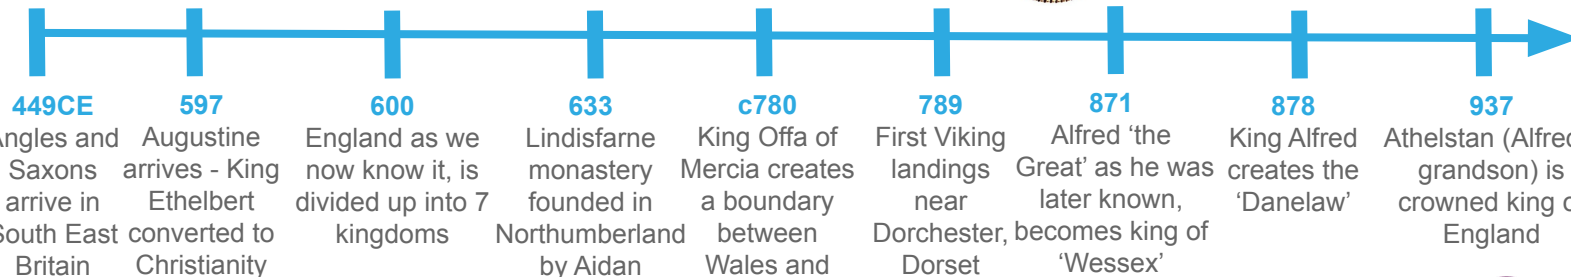 449CE
Angles and
Saxons
arrive in
South East
Britain
597
Augustine
arrives - King
Ethelbert
converted to
Christianity
600
England as we
now know it, is
divided up into 7
kingdoms
633
Lindisfarne
monastery
founded in
Northumberland
by Aidan
c780
King Offa of
Mercia creates
a boundary
between
Wales and
789
First Viking
landings
near
Dorchester,
Dorset
871
Alfred ‘the
Great’ as he was
later known,
becomes king of
‘Wessex’
878
King Alfred
creates the
‘Danelaw’
937
Athelstan (Alfred
grandson) is
crowned king o
England